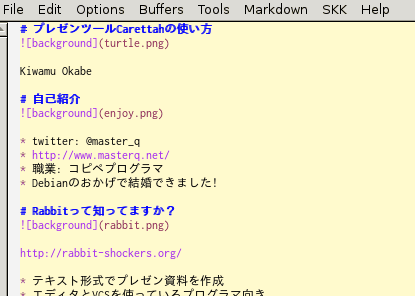 File Edit Options Buffers Tools Markdown SKK Help
# プレゼンツールCarettahの使い方
![background](turtle.png)
Kiwamu Okabe
# 自己紹介
![background](enjoy.png)
* twitter: @master_q
* http://www.masterq.net/
* 職業: コピペプログラマ
* Debianのおかげで結婚できました!
# Rabbitって知ってますか？
![background](rabbit.png)
http://rabbit-shockers.org/
* テキスト形式でプレゼン資料を作成
* エディタとVCSを使っているプログラマ向き